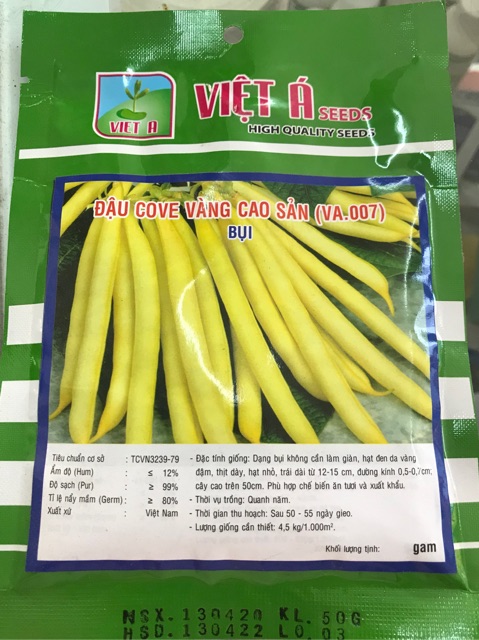 VIỆT Á
VIỆT Á SEEDS
HIGH QUALITY SEEDS
ĐẬU COVE VÀNG CAO SẢN (VA.007)
BỤI
Tiêu chuẩn cơ sở : TCVN3239-79
Ẩm độ (Hum) : ≤ 12%
Độ sạch (Pur) : ≥ 99%
Tỉ lệ nẩy mầm (Germ) : ≥ 80%
Xuất xứ : Việt Nam
- Đặc tính giống: Dạng bụi không cần làm giàn, hạt đen da vàng
đậm, thịt dày, hạt nhỏ, trái dài từ 12-15 cm, đường kính 0,5-0,7cm;
cây cao trên 50cm. Phù hợp chế biến ăn tươi và xuất khẩu.
- Thời vụ trồng: Quanh năm.
- Thời gian thu hoạch: Sau 50 - 55 ngày gieo.
- Lượng giống cần thiết: 4,5 kg/1.000m².
Khối lượng tịnh: gam
NSX. 130420 KL. 50G
HSD. 130422 LO. 03